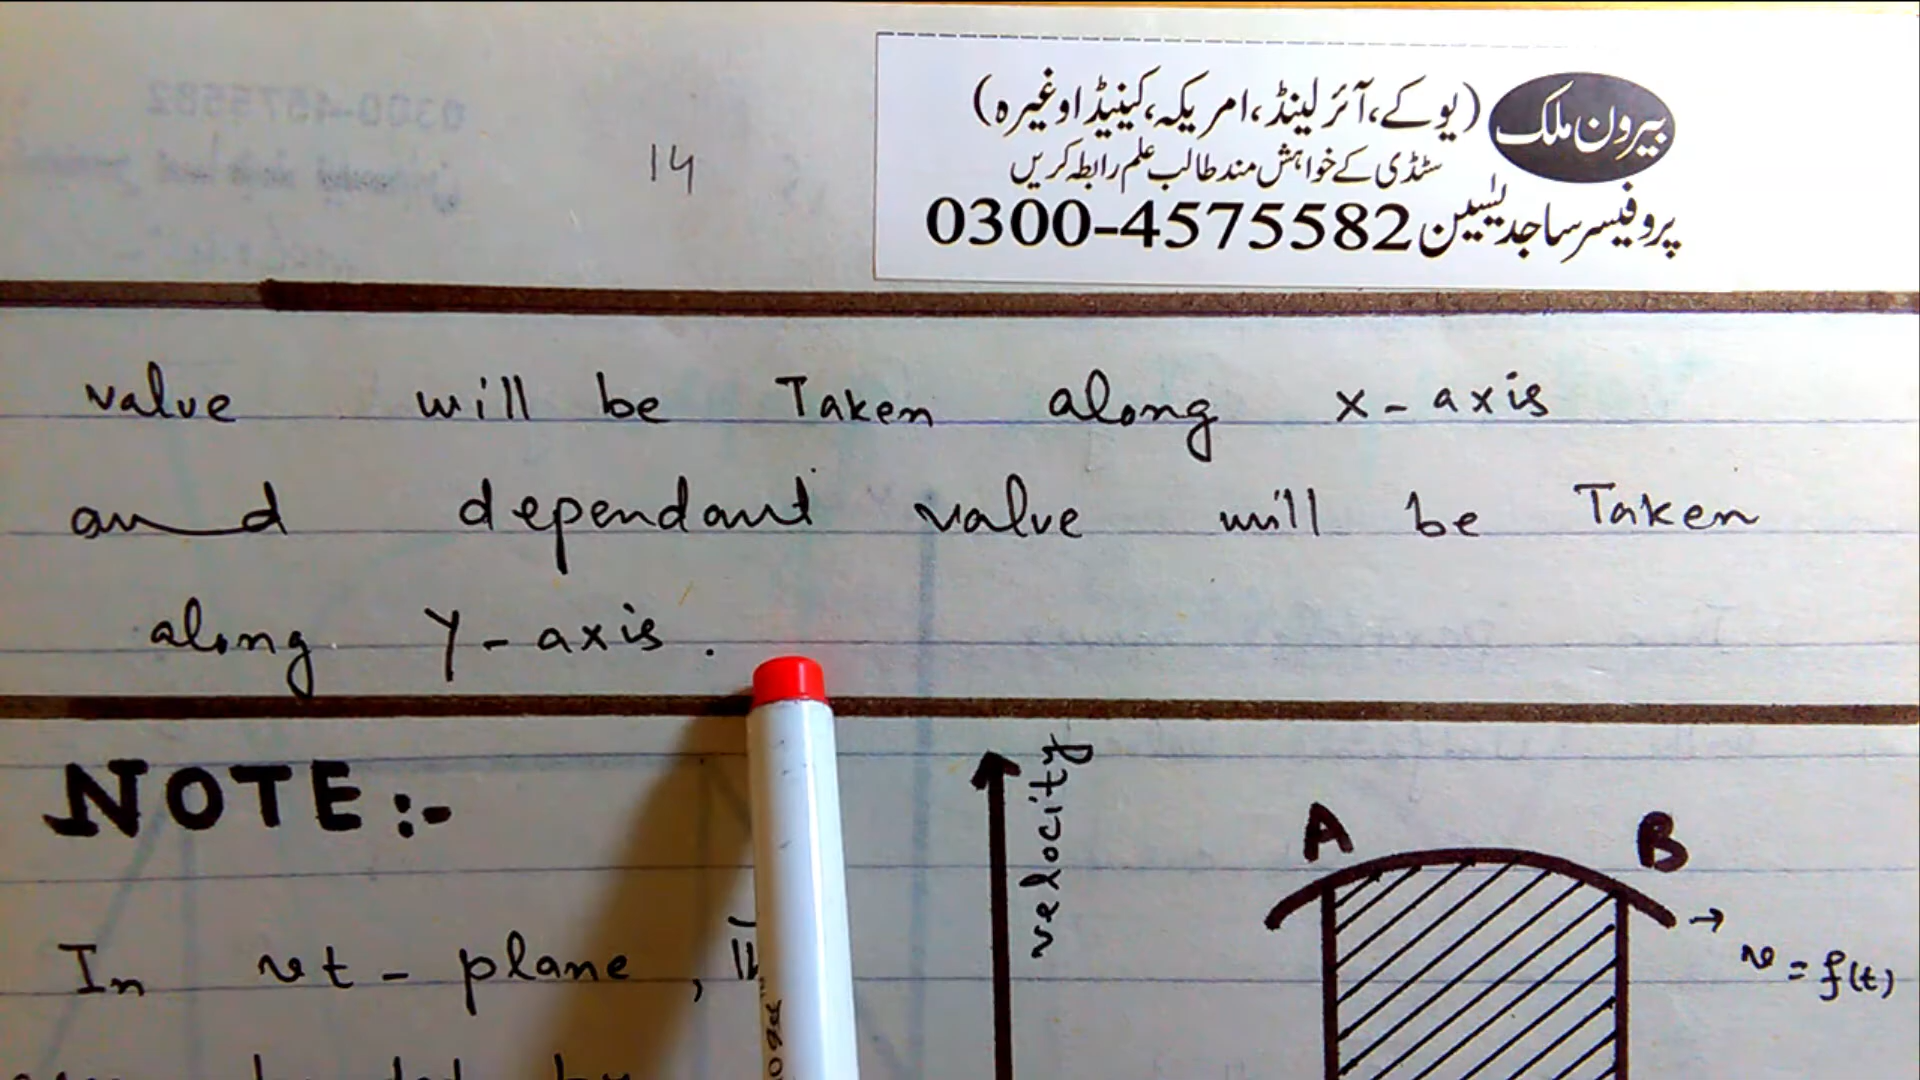 بیرون ملک (یو کے، آئرلینڈ، امریکہ، کینیڈا وغیرہ)
سٹڈی کے خواہش مند طالب علم رابطہ کریں
پروفیسر ساجد یٰسین 0300-4575582
14
value will be Taken along x-axis
and dependant value will be Taken
along Y-axis.
NOTE:-
velocity
A B
In vt-plane,
v = f(t)
by